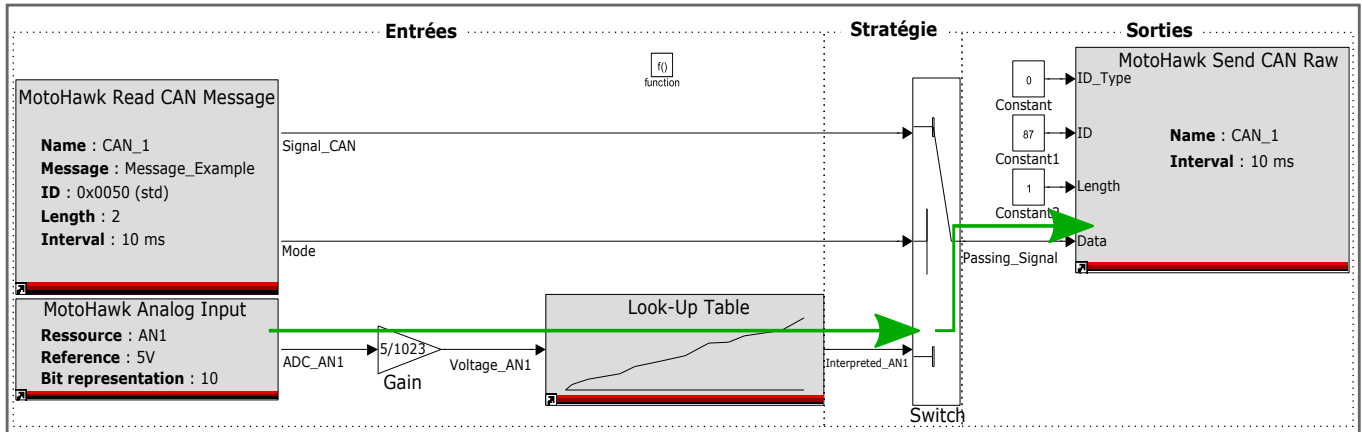 Entrées
Stratégie
Sorties
f()
function
MotoHawk Read CAN Message
Name : CAN_1
Message : Message_Example
ID : 0x0050 (std)
Length : 2
Interval : 10 ms
Signal_CAN
Mode
MotoHawk Analog Input
Ressource : AN1
Reference : 5V
Bit representation : 10
ADC_AN1
5/1023
Gain
Voltage_AN1
Look-Up Table
Interpreted_AN1
Switch
Passing_Signal
0
Constant
87
Constant1
1
Constant2
MotoHawk Send CAN Raw
ID_Type
ID
Length
Data
Name : CAN_1
Interval : 10 ms